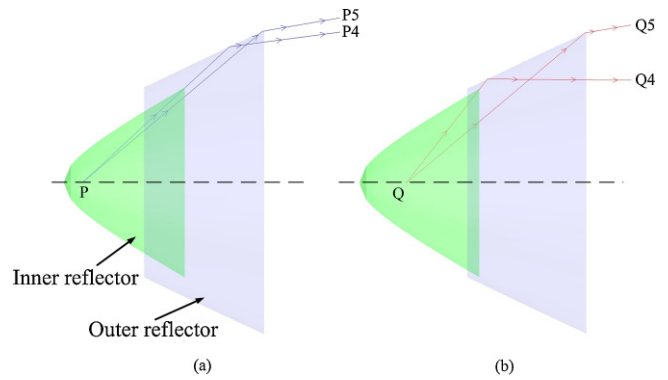 P5
P4
Q5
Q4
P
Q
Inner reflector
Outer reflector
(a)
(b)